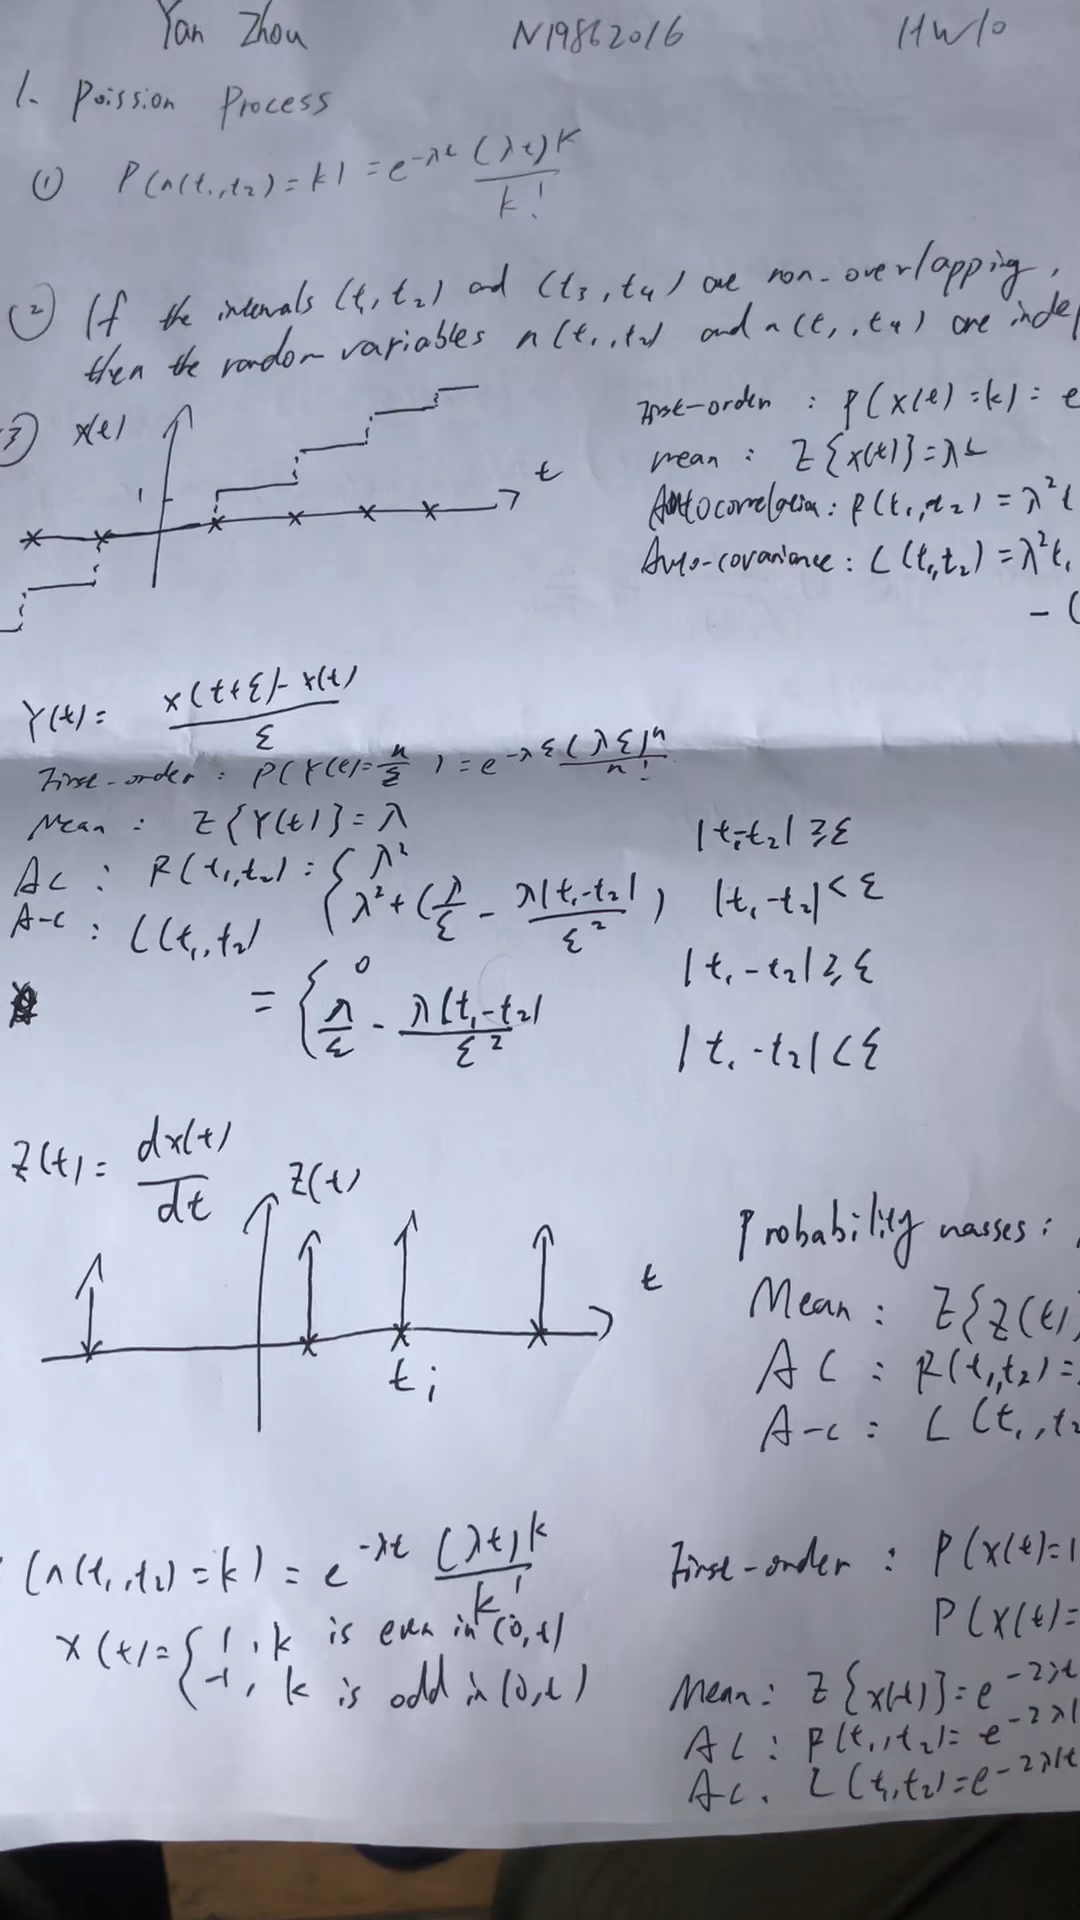 Yan Zhou N19862016 HW10
1. Poission Process
① P(n(t₁,t₂)=k) = e^{-λt} (λt)^k / k!
② If the intervals (t₁,t₂) and (t₃,t₄) are non-overlapping,
then the random variables n(t₁,t₂) and n(t,,t₄) are indep
③ x(t)
1
t
First-order : P(x(t)=k) = e
mean : E{x(t)}=λt
Autocorrelation : R(t₁,t₂) = λ²t
Auto-covariance : C(t₁,t₂) = λ²t₁
- (
Y(t) = x(t+ε)-x(t) / ε
First-order : P(Y(t)=n/ε) = e^{-λε} (λε)^n / n!
Mean : E{Y(t)} = λ
AC : R(t₁,t₂) = { λ² |t₁-t₂| ≥ ε
λ² + (λ/ε - λ|t₁-t₂|/ε²) |t₁-t₂| < ε
A-C : C(t₁,t₂)
= { 0 |t₁-t₂| ≥ ε
λ/ε - λ|t₁-t₂|/ε² |t₁-t₂| < ε
Z(t) = dx(t)/dt
Z(t)
t
tᵢ
Probability masses :
Mean : E{Z(t)
AC : R(t₁,t₂) =
A-C : C(t₁,t₂
(n(t₁,t₂)=k) = e^{-λt} (λt)^k / k!
x(t) = { 1, k is even in (0,t)
-1, k is odd in (0,t)
First-order : P(x(t)=1
P(x(t)=
Mean : E{x(t)} = e^{-2λt
AC : R(t₁,t₂) = e^{-2λ|
AC. C(t₁,t₂) = e^{-2λ|t